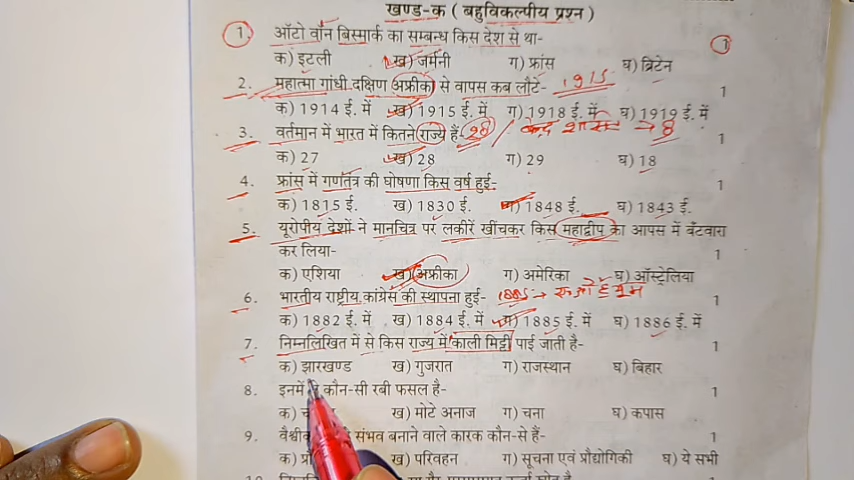 खण्ड-क ( बहुविकल्पीय प्रश्न )
1. ऑटो वॉन बिस्मार्क का सम्बन्ध किस देश से था- 1
क) इटली ख) जर्मनी ग) फ्रांस घ) ब्रिटेन
2. महात्मा गांधी दक्षिण अफ्रीक से वापस कब लौटे- 1915 1
क) 1914 ई. में ख) 1915 ई. में ग) 1918 ई. में घ) 1919 ई. में
3. वर्तमान में भारत में कितने राज्य हैं- 28 / केन्द्र शासित → 8 1
क) 27 ख) 28 ग) 29 घ) 18
4. फ्रांस में गणतंत्र की घोषणा किस वर्ष हुई- 1
क) 1815 ई. ख) 1830 ई. ग) 1848 ई. घ) 1843 ई.
5. यूरोपीय देशों ने मानचित्र पर लकीरें खींचकर किस महाद्वीप का आपस में बँटवारा
कर लिया- 1
क) एशिया ख) अफ्रीका ग) अमेरिका घ) ऑस्ट्रेलिया
6. भारतीय राष्ट्रीय कांग्रेस की स्थापना हुई- 1885 → 1
क) 1882 ई. में ख) 1884 ई. में ग) 1885 ई. में घ) 1886 ई. में
7. निम्नलिखित में से किस राज्य में काली मिट्टी पाई जाती है- 1
क) झारखण्ड ख) गुजरात ग) राजस्थान घ) बिहार
8. इनमें कौन-सी रबी फसल है- 1
क) ख) मोटे अनाज ग) चना घ) कपास
9. संभव बनाने वाले कारक कौन-से हैं- 1
क) ख) परिवहन ग) सूचना एवं प्रौद्योगिकी घ) ये सभी